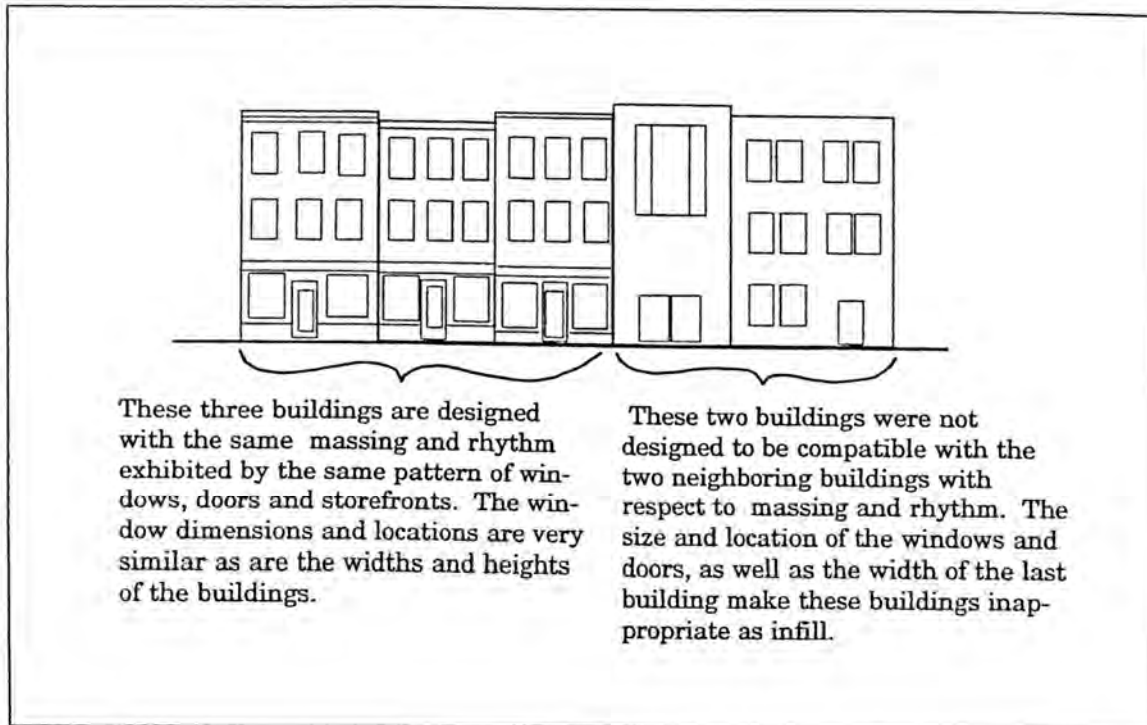 These three buildings are designed
with the same massing and rhythm
exhibited by the same pattern of win-
dows, doors and storefronts. The win-
dow dimensions and locations are very
similar as are the widths and heights
of the buildings.
These two buildings were not
designed to be compatible with the
two neighboring buildings with
respect to massing and rhythm. The
size and location of the windows and
doors, as well as the width of the last
building make these buildings inap-
propriate as infill.